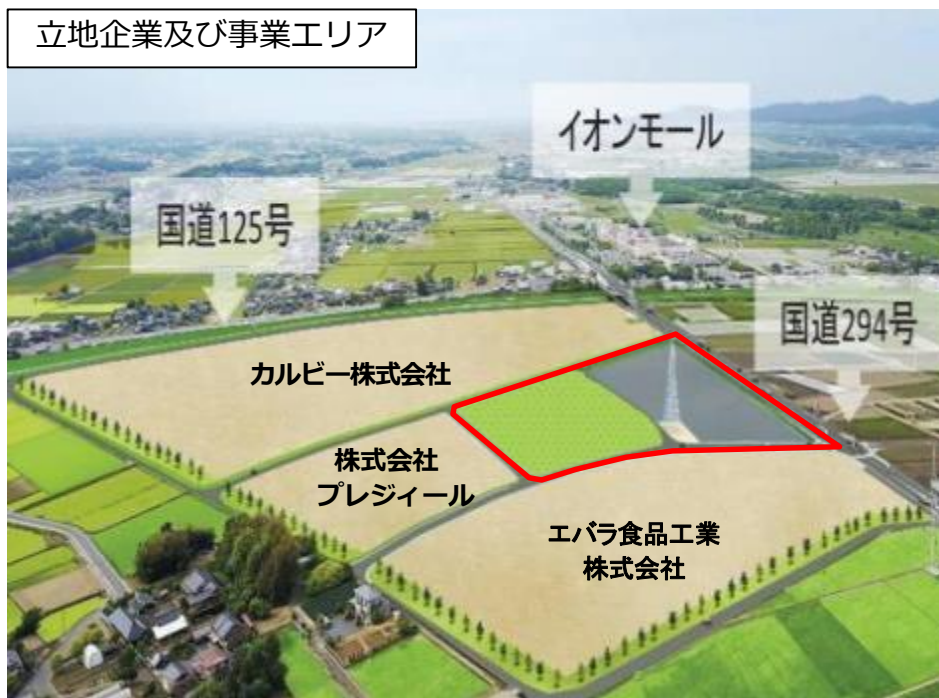 立地企業及び事業エリア
イオンモール
国道125号
国道294号
カルビー株式会社
株式会社
プレジィール
エバラ食品工業
株式会社